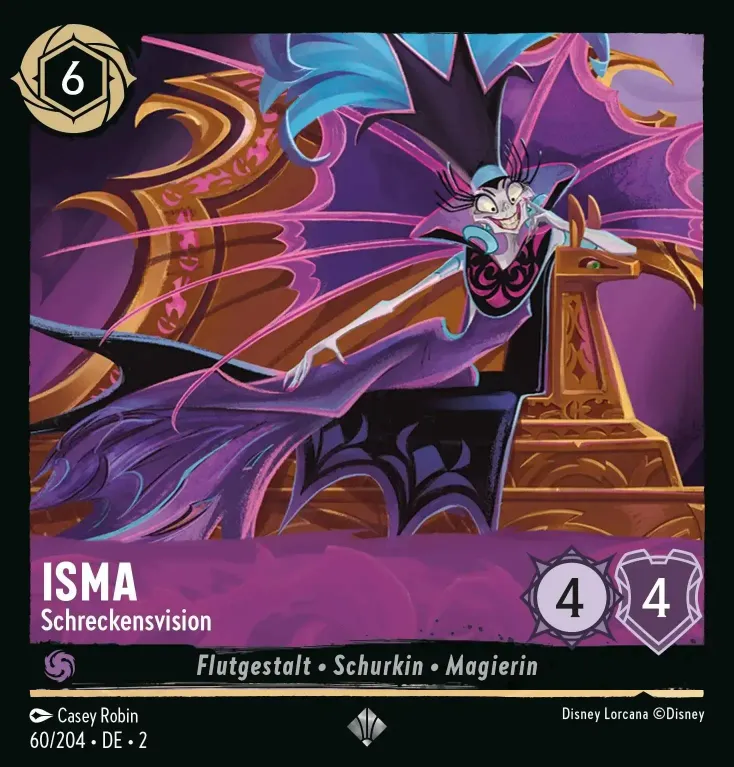 6
ISMA
Schreckensvision
4
4
Flutgestalt • Schurkin • Magierin
Casey Robin
Disney Lorcana ©Disney
60/204 • DE • 2